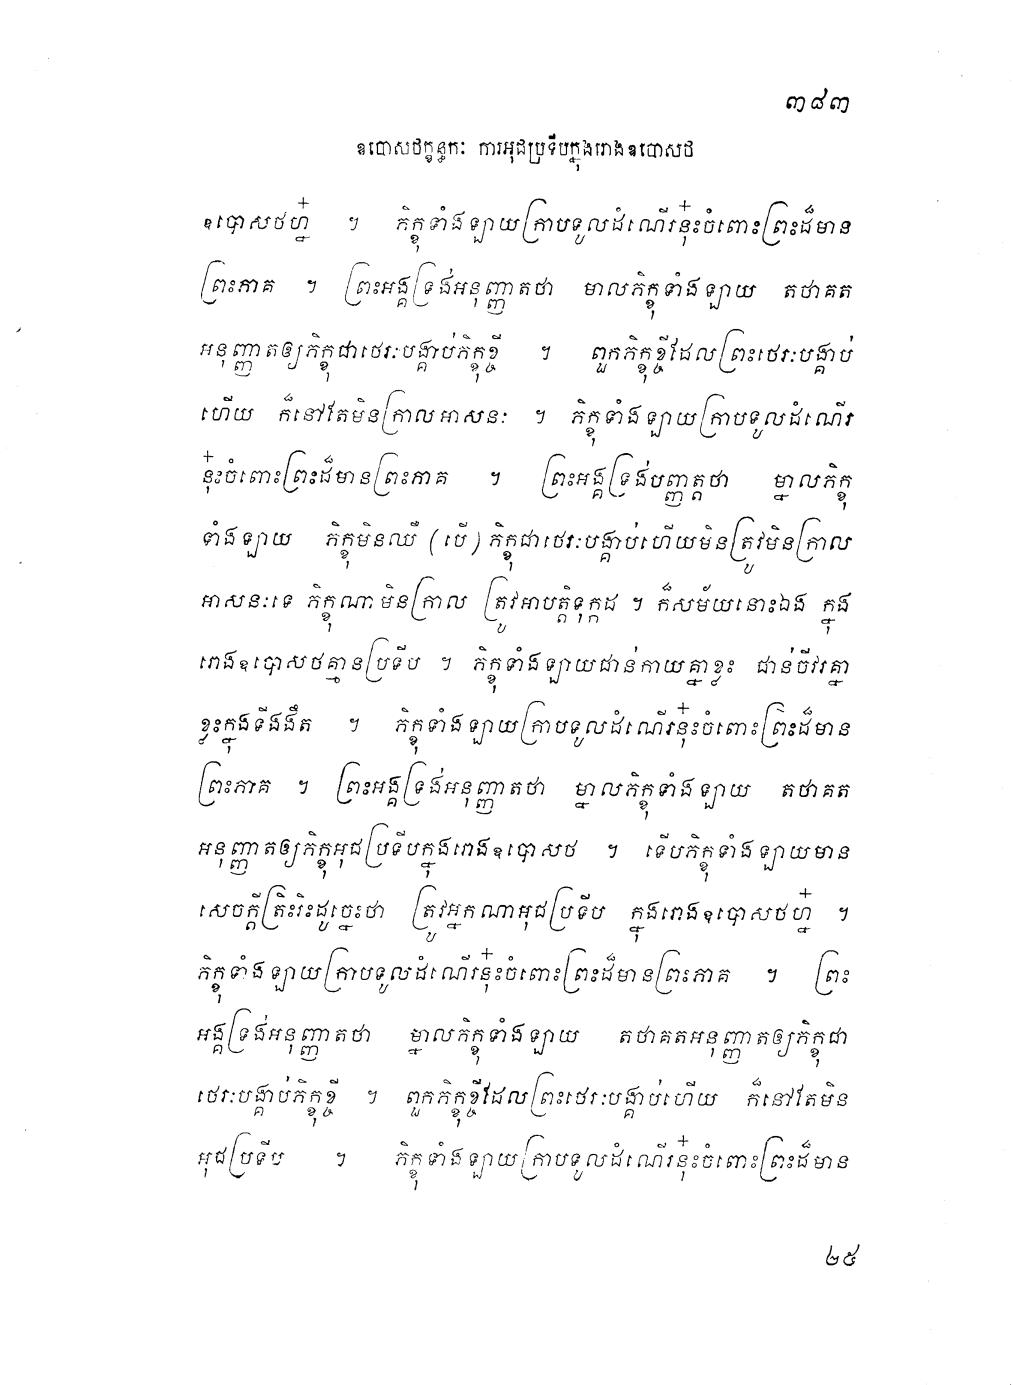 ៣៨៣
ឧបោសថក្ខន្ធកៈ ការអុជប្រទីបក្នុងរោងឧបោសថ
ឧបោសថហ្ន៎ ។ ភិក្ខុទាំងឡាយក្រាបទូលដំណើរនុ៎ះចំពោះព្រះដ៏មាន
ព្រះភាគ ។ ព្រះអង្គទ្រង់អនុញ្ញាតថា មាលភិក្ខុទាំងឡាយ តថាគត
អនុញ្ញាតឲ្យភិក្ខុជាថេរៈបង្គាប់ភិក្ខុខ្ចី ។ ពួកភិក្ខុខ្ចីដែលព្រះថេរៈបង្គាប់
ហើយ ក៏នៅតែមិនក្រាលអាសនៈ ។ ភិក្ខុទាំងឡាយក្រាបទូលដំណើរ
នុ៎ះចំពោះព្រះដ៏មានព្រះភាគ ។ ព្រះអង្គទ្រង់បញ្ញត្តថា ម្នាលភិក្ខុ
ទាំងឡាយ ភិក្ខុមិនឈឺ (បើ) ភិក្ខុជាថេរៈបង្គាប់ហើយមិនត្រូវមិនក្រាល
អាសនៈទេ ភិក្ខុណាមិនក្រាល ត្រូវអាបត្តិទុក្កដ ។ ក៏សម័យនោះឯង ក្នុង
រោងឧបោសថគ្មានប្រទីប ។ ភិក្ខុទាំងឡាយជាន់កាយគ្នាខ្លះ ជាន់ចីវរគ្នា
ខ្លះក្នុងទីងងឹត ។ ភិក្ខុទាំងឡាយក្រាបទូលដំណើរនុ៎ះចំពោះព្រះដ៏មាន
ព្រះភាគ ។ ព្រះអង្គទ្រង់អនុញ្ញាតថា ម្នាលភិក្ខុទាំងឡាយ តថាគត
អនុញ្ញាតឲ្យភិក្ខុអុជប្រទីបក្នុងរោងឧបោសថ ។ ទើបភិក្ខុទាំងឡាយមាន
សេចក្តីត្រិះរិះដូច្នេះថា ត្រូវអ្នកណាអុជប្រទីប ក្នុងរោងឧបោសថហ្ន៎ ។
ភិក្ខុទាំងឡាយក្រាបទូលដំណើរនុ៎ះចំពោះព្រះដ៏មានព្រះភាគ ។ ព្រះ
អង្គទ្រង់អនុញ្ញាតថា ម្នាលភិក្ខុទាំងឡាយ តថាគតអនុញ្ញាតឲ្យភិក្ខុជា
ថេរៈបង្គាប់ភិក្ខុខ្ចី ។ ពួកភិក្ខុខ្ចីដែលព្រះថេរៈបង្គាប់ហើយ ក៏នៅតែមិន
អុជប្រទីប ។ ភិក្ខុទាំងឡាយក្រាបទូលដំណើរនុ៎ះចំពោះព្រះដ៏មាន
២៥